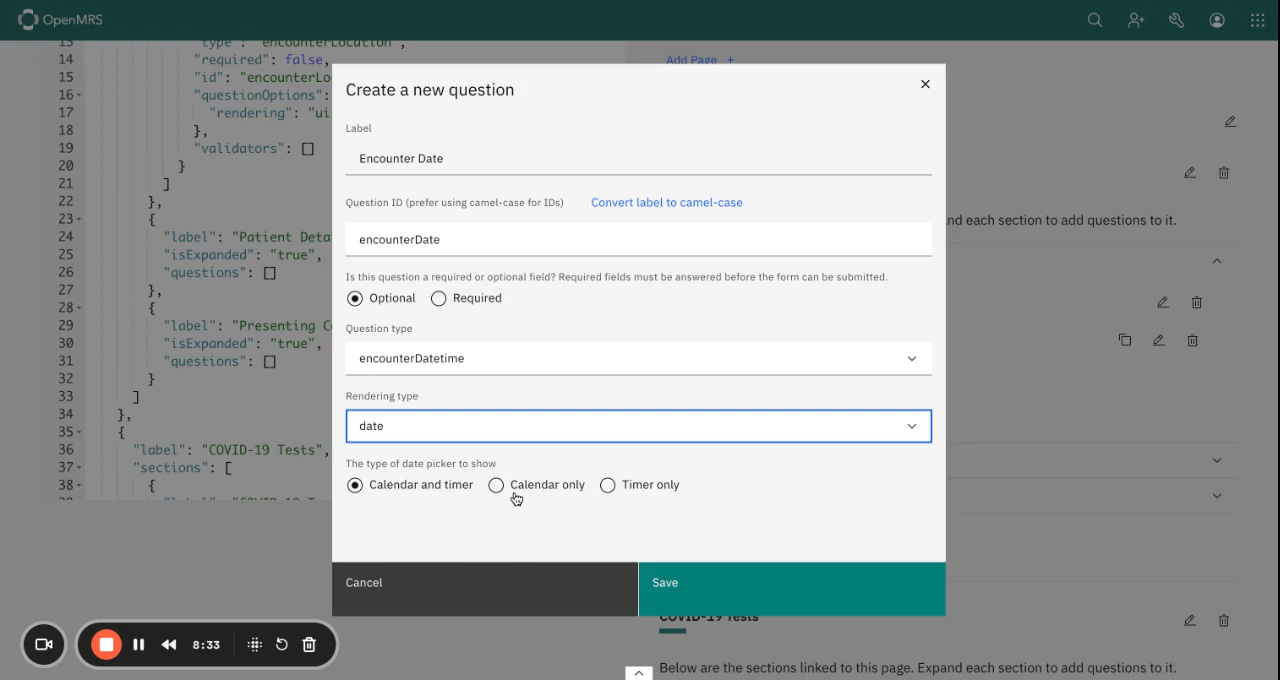 OpenMRS
13 "type": "encounterLocation",
14 "required": false,
15 "id": "encounterLo
16 "questionOptions":
17 "rendering": "ui
18 },
19 "validators": []
20 }
21 ]
22 },
23 {
24 "label": "Patient Deta
25 "isExpanded": "true",
26 "questions": []
27 },
28 {
29 "label": "Presenting C
30 "isExpanded": "true",
31 "questions": []
32 }
33 ]
34 },
35 {
36 "label": "COVID-19 Tests",
37 "sections": [
38 {
Add Page +
Create a new question
Label
Encounter Date
Question ID (prefer using camel-case for IDs) Convert label to camel-case
encounterDate
Is this question a required or optional field? Required fields must be answered before the form can be submitted.
Optional Required
Question type
encounterDatetime
Rendering type
date
The type of date picker to show
Calendar and timer Calendar only Timer only
Cancel Save
nd each section to add questions to it.
COVID-19 Tests
Below are the sections linked to this page. Expand each section to add questions to it.
8:33